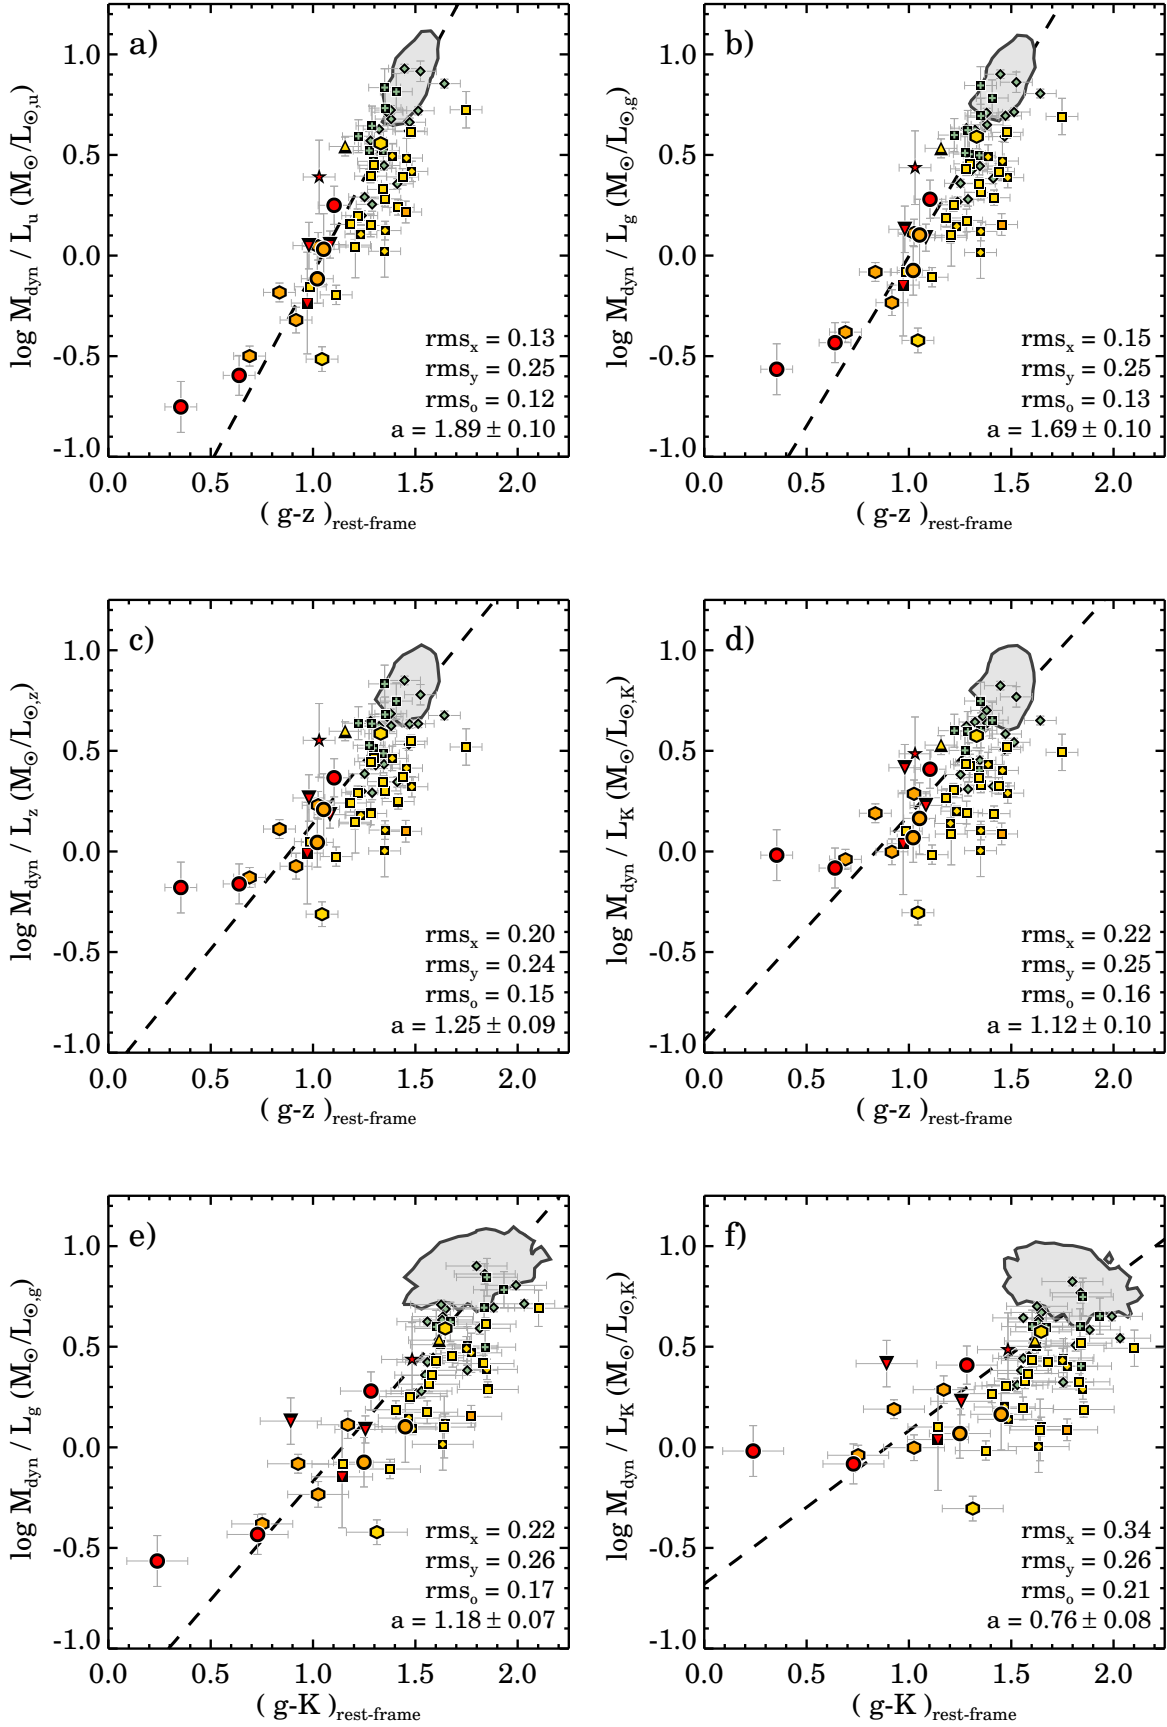 a)
log M_dyn / L_u (M_⊙/L_⊙,u)
1.0
0.5
0.0
-0.5
-1.0
rms_x = 0.13
rms_y = 0.25
rms_o = 0.12
a = 1.89 ± 0.10
0.0 0.5 1.0 1.5 2.0
( g-z )_rest-frame
b)
log M_dyn / L_g (M_⊙/L_⊙,g)
1.0
0.5
0.0
-0.5
-1.0
rms_x = 0.15
rms_y = 0.25
rms_o = 0.13
a = 1.69 ± 0.10
0.0 0.5 1.0 1.5 2.0
( g-z )_rest-frame
c)
log M_dyn / L_z (M_⊙/L_⊙,z)
1.0
0.5
0.0
-0.5
-1.0
rms_x = 0.20
rms_y = 0.24
rms_o = 0.15
a = 1.25 ± 0.09
0.0 0.5 1.0 1.5 2.0
( g-z )_rest-frame
d)
log M_dyn / L_K (M_⊙/L_⊙,K)
1.0
0.5
0.0
-0.5
-1.0
rms_x = 0.22
rms_y = 0.25
rms_o = 0.16
a = 1.12 ± 0.10
0.0 0.5 1.0 1.5 2.0
( g-z )_rest-frame
e)
log M_dyn / L_g (M_⊙/L_⊙,g)
1.0
0.5
0.0
-0.5
-1.0
rms_x = 0.22
rms_y = 0.26
rms_o = 0.17
a = 1.18 ± 0.07
0.0 0.5 1.0 1.5 2.0
( g-K )_rest-frame
f)
log M_dyn / L_K (M_⊙/L_⊙,K)
1.0
0.5
0.0
-0.5
-1.0
rms_x = 0.34
rms_y = 0.26
rms_o = 0.21
a = 0.76 ± 0.08
0.0 0.5 1.0 1.5 2.0
( g-K )_rest-frame